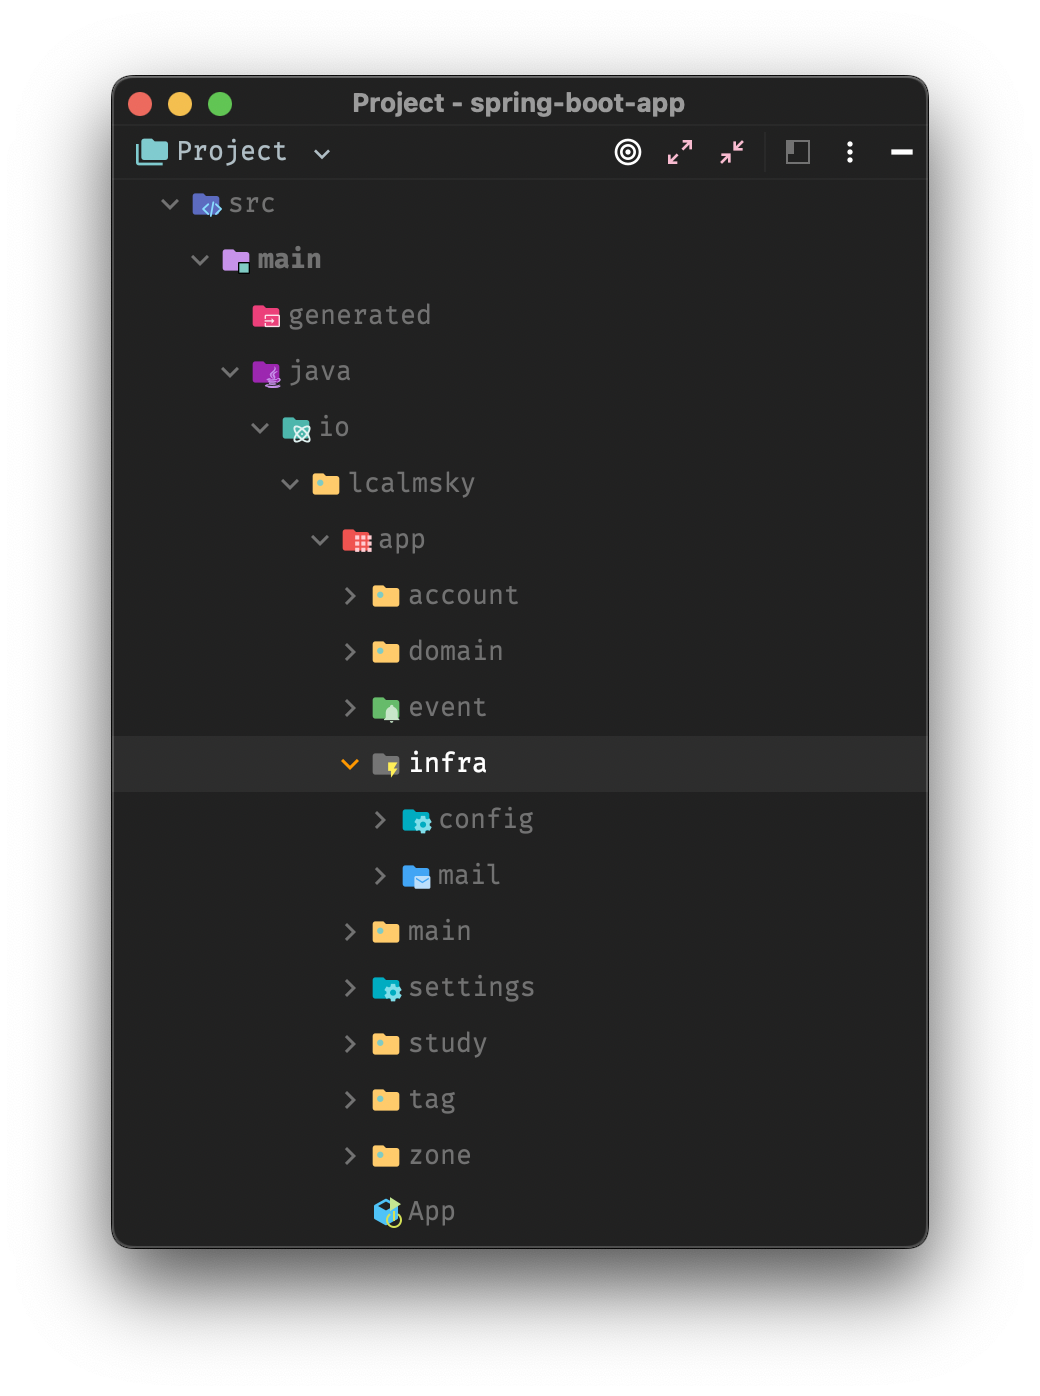 Project - spring-boot-app
Project
src
main
generated
java
io
lcalmsky
app
account
domain
event
infra
config
mail
main
settings
study
tag
zone
App